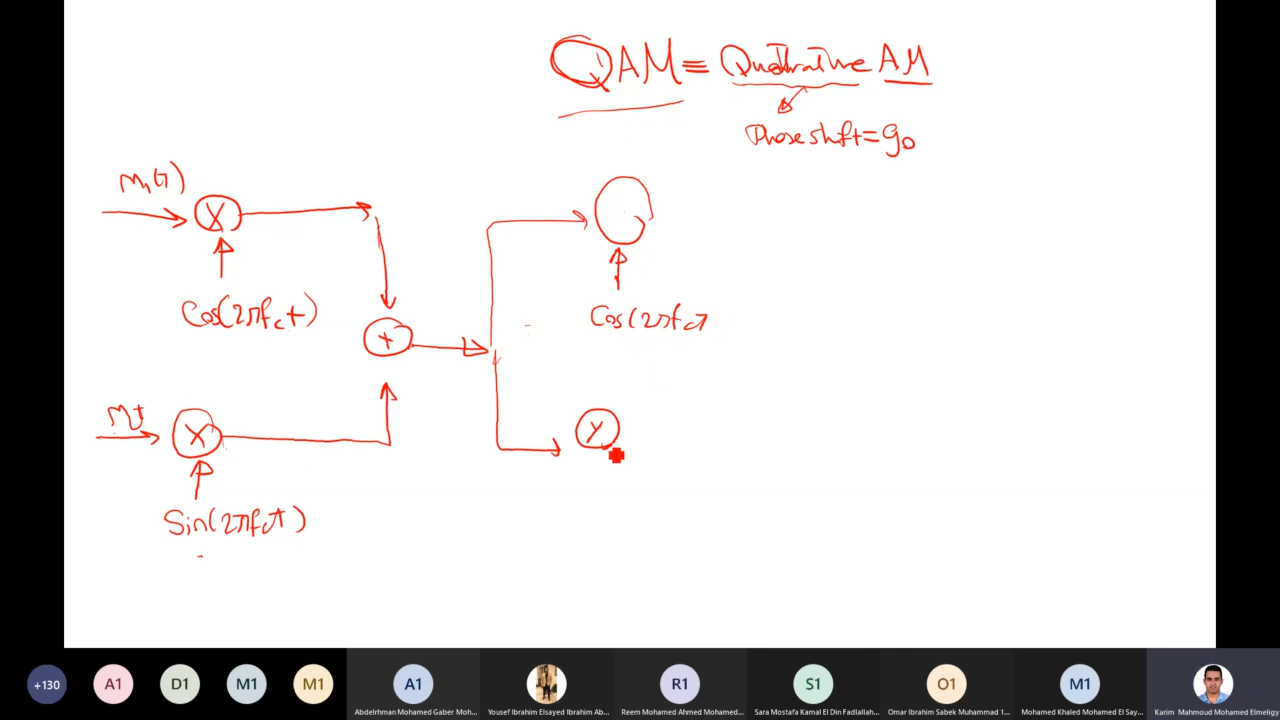 QAM ≡ Quadrature AM
Phase shift = 90
m₁(t)
X
Cos(2πfct)
+
Cos(2πfct
mt
X
X
Sin(2πfct)
+130
A1
D1
M1
M1
A1
R1
S1
O1
M1
Abdelrhman Mohamed Gaber Moh...
Yousef Ibrahim Elsayed Ibrahim Ab...
Reem Mohamed Ahmed Mohamed...
Sara Mostafa Kamal El Din Fadlallah...
Omar Ibrahim Sabek Muhammad 1...
Mohamed Khaled Mohamed El Say...
Karim Mahmoud Mohamed Elmelig